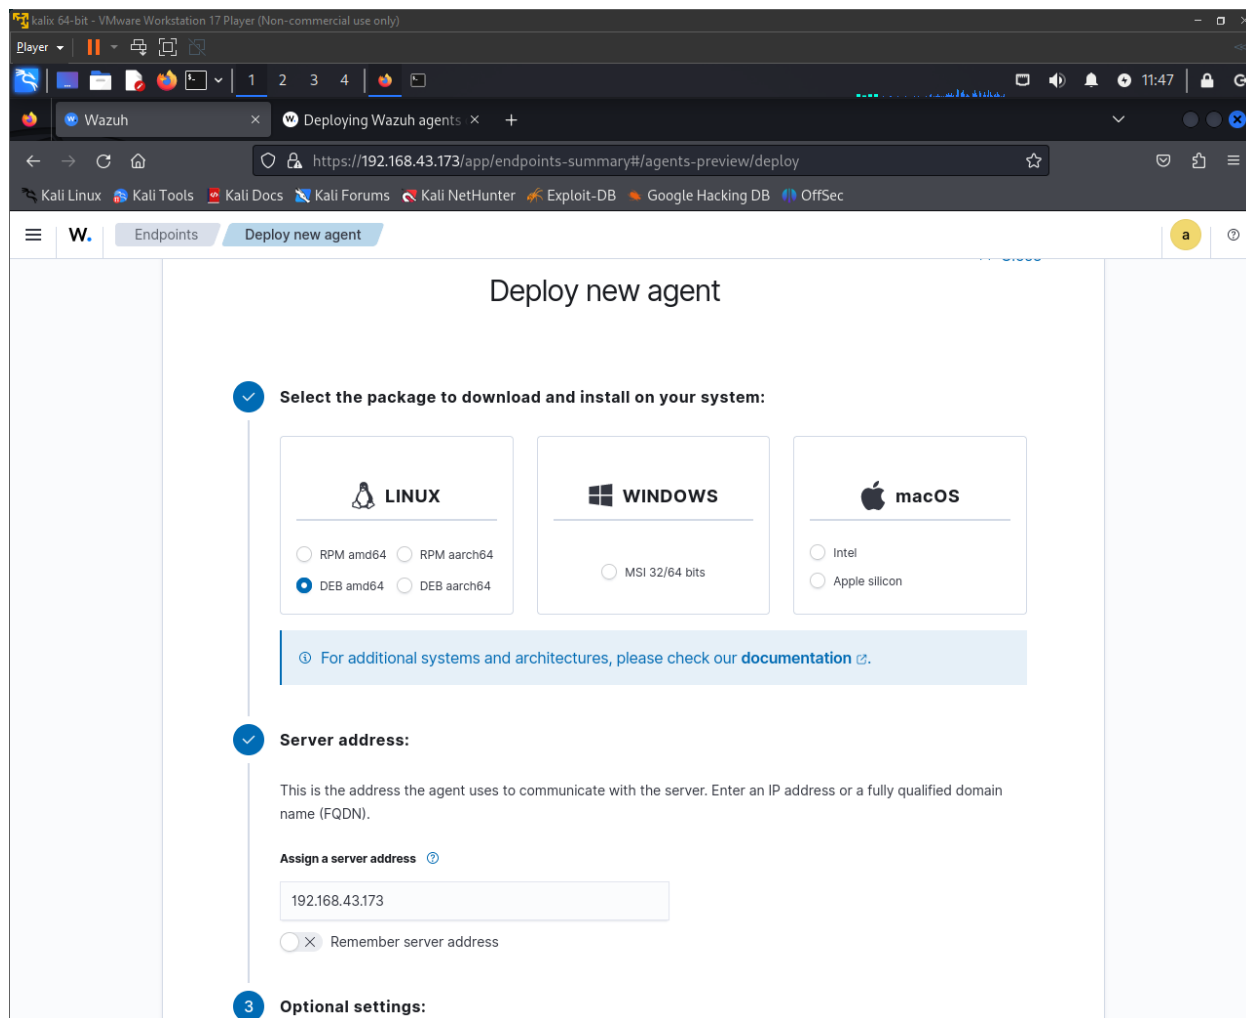 kalix 64-bit - VMware Workstation 17 Player (Non-commercial use only)
Player
1 2 3 4 11:47
Wazuh Deploying Wazuh agents
https://192.168.43.173/app/endpoints-summary#/agents-preview/deploy
Kali Linux Kali Tools Kali Docs Kali Forums Kali NetHunter Exploit-DB Google Hacking DB OffSec
W. Endpoints Deploy new agent a
Deploy new agent
Select the package to download and install on your system:
LINUX WINDOWS macOS
RPM amd64 RPM aarch64 Intel
MSI 32/64 bits
DEB amd64 DEB aarch64 Apple silicon
For additional systems and architectures, please check our documentation.
Server address:
This is the address the agent uses to communicate with the server. Enter an IP address or a fully qualified domain
name (FQDN).
Assign a server address
192.168.43.173
Remember server address
3 Optional settings: